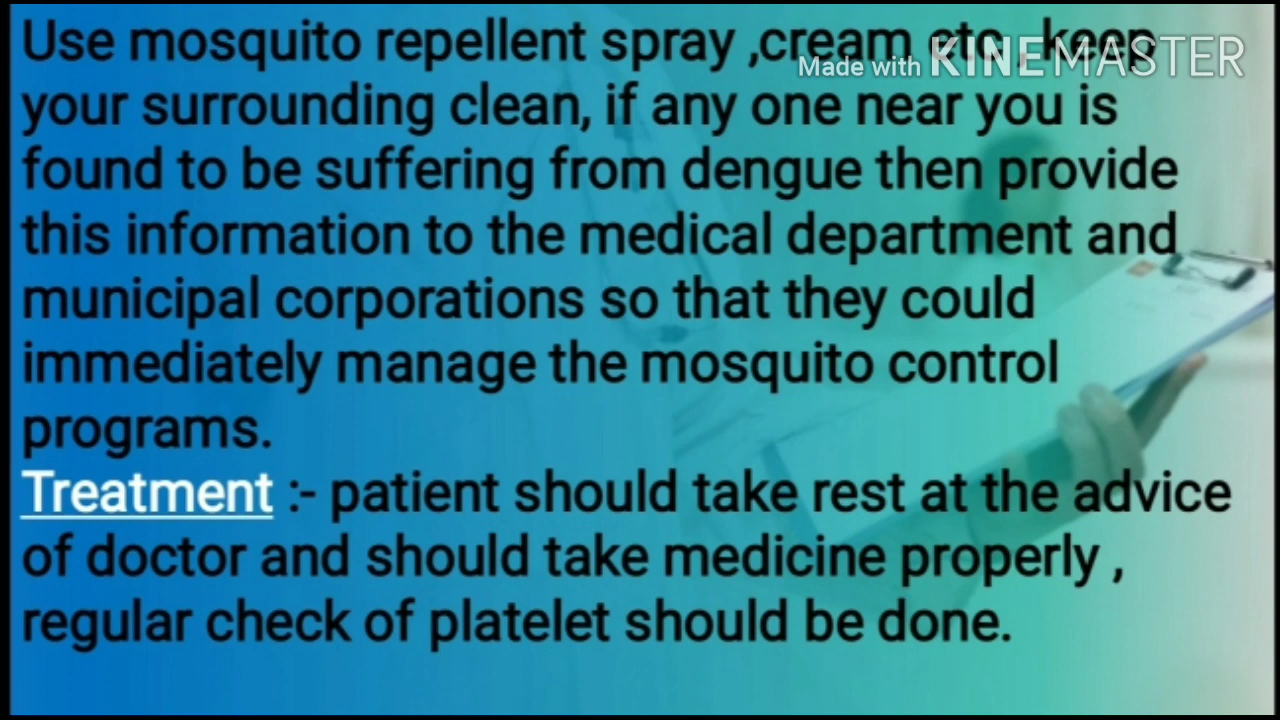 Use mosquito repellent spray ,cream etc , keep
Made with KINEMASTER
your surrounding clean, if any one near you is
found to be suffering from dengue then provide
this information to the medical department and
municipal corporations so that they could
immediately manage the mosquito control
programs.
Treatment :- patient should take rest at the advice
of doctor and should take medicine properly ,
regular check of platelet should be done.